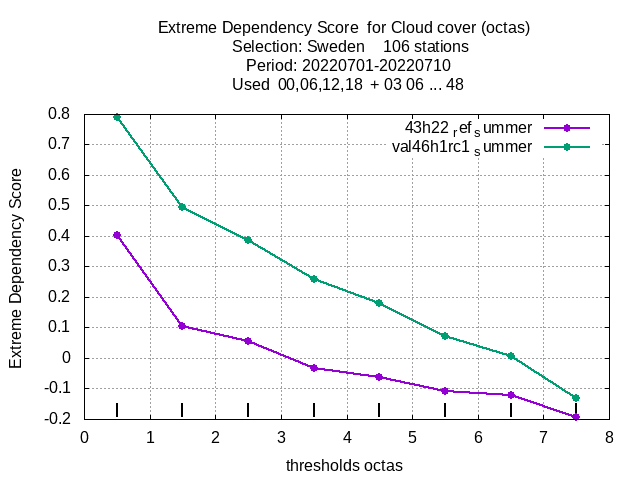 Extreme Dependency Score  for Cloud cover (octas)
Selection: Sweden    106 stations
Period: 20220701-20220710
Used  00,06,12,18  + 03 06 ... 48
43h22 ref summer
val46h1rc1 summer
Extreme Dependency Score
0.8
0.7
0.6
0.5
0.4
0.3
0.2
0.1
0
-0.1
-0.2
0 1 2 3 4 5 6 7 8
thresholds octas